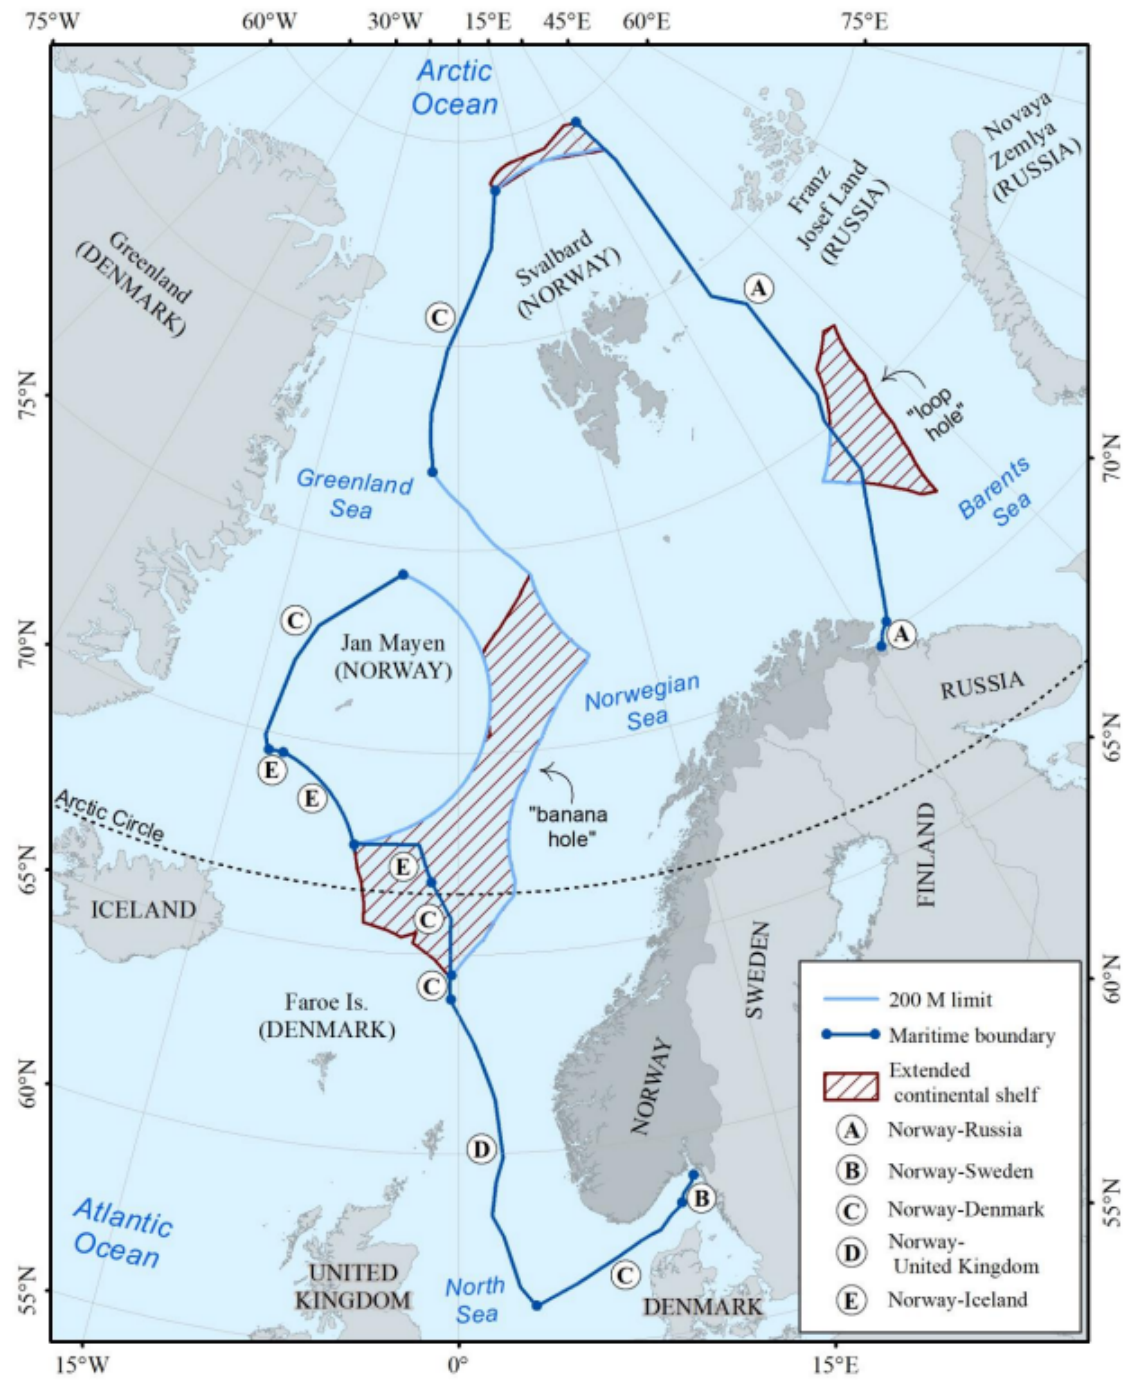 75°W 60°W 30°W 15°E 45°E 60°E 75°E
Arctic
Ocean
Novaya
Zemlya
(RUSSIA)
Franz
Josef Land
(RUSSIA)
Greenland
(DENMARK)
Svalbard
(NORWAY)
A
C
75°N
"loop
hole"
70°N
Greenland
Sea
Barents
Sea
C
A
Jan Mayen
(NORWAY)
70°N
RUSSIA
Norwegian
Sea
65°N
E
E
Arctic Circle
"banana
hole"
E
65°N
FINLAND
ICELAND
C
SWEDEN
60°N
C
Faroe Is.
(DENMARK)
NORWAY
60°N
D
B
55°N
Atlantic
Ocean
C
UNITED
KINGDOM
North
Sea
DENMARK
55°N
200 M limit
Maritime boundary
Extended
continental shelf
A Norway-Russia
B Norway-Sweden
C Norway-Denmark
D Norway-
United Kingdom
E Norway-Iceland
15°W 0° 15°E